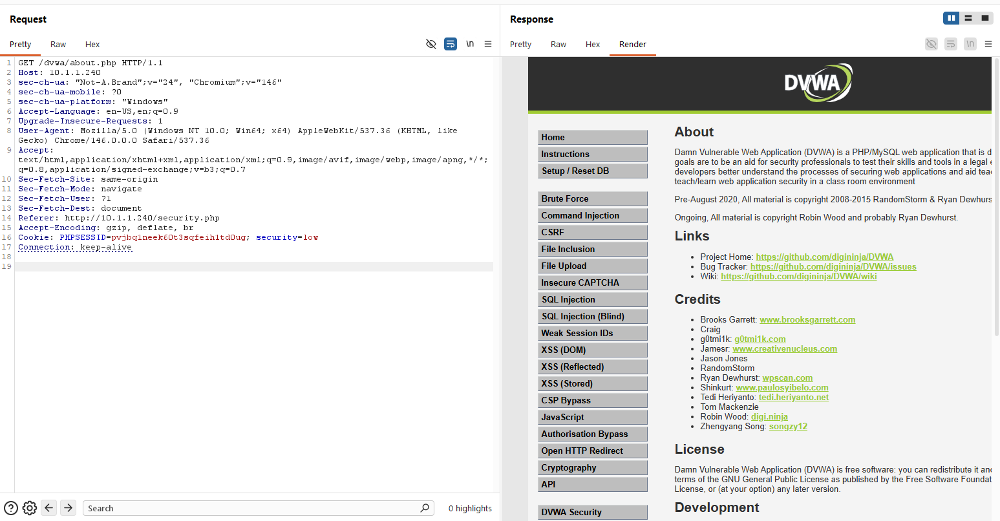 Request
Pretty Raw Hex
\n
1 GET /dvwa/about.php HTTP/1.1
2 Host: 10.1.1.240
3 sec-ch-ua: "Not-A.Brand";v="24", "Chromium";v="146"
4 sec-ch-ua-mobile: ?0
5 sec-ch-ua-platform: "Windows"
6 Accept-Language: en-US,en;q=0.9
7 Upgrade-Insecure-Requests: 1
8 User-Agent: Mozilla/5.0 (Windows NT 10.0; Win64; x64) AppleWebKit/537.36 (KHTML, like
Gecko) Chrome/146.0.0.0 Safari/537.36
9 Accept:
text/html,application/xhtml+xml,application/xml;q=0.9,image/avif,image/webp,image/apng,*/*;
q=0.8,application/signed-exchange;v=b3;q=0.7
10 Sec-Fetch-Site: same-origin
11 Sec-Fetch-Mode: navigate
12 Sec-Fetch-User: ?1
13 Sec-Fetch-Dest: document
14 Referer: http://10.1.1.240/security.php
15 Accept-Encoding: gzip, deflate, br
16 Cookie: PHPSESSID=pvjbq1neek60t3sqfeih1td0ug; security=low
17 Connection: keep-alive
18
19
Search
0 highlights
Response
Pretty Raw Hex Render
\n
DVWA
Home
Instructions
Setup / Reset DB
Brute Force
Command Injection
CSRF
File Inclusion
File Upload
Insecure CAPTCHA
SQL Injection
SQL Injection (Blind)
Weak Session IDs
XSS (DOM)
XSS (Reflected)
XSS (Stored)
CSP Bypass
JavaScript
Authorisation Bypass
Open HTTP Redirect
Cryptography
API
DVWA Security
About
Damn Vulnerable Web Application (DVWA) is a PHP/MySQL web application that is d
goals are to be an aid for security professionals to test their skills and tools in a legal e
developers better understand the processes of securing web applications and aid tea
teach/learn web application security in a class room environment
Pre-August 2020, All material is copyright 2008-2015 RandomStorm & Ryan Dewhurs
Ongoing, All material is copyright Robin Wood and probably Ryan Dewhurst.
Links
• Project Home: https://github.com/digininja/DVWA
• Bug Tracker: https://github.com/digininja/DVWA/issues
• Wiki: https://github.com/digininja/DVWA/wiki
Credits
• Brooks Garrett: www.brooksgarrett.com
• Craig
• g0tmi1k: g0tmi1k.com
• Jamesr: www.creativenucleus.com
• Jason Jones
• RandomStorm
• Ryan Dewhurst: wpscan.com
• Shinkurt: www.paulosyibelo.com
• Tedi Heriyanto: tedi.heriyanto.net
• Tom Mackenzie
• Robin Wood: digi.ninja
• Zhengyang Song: songzy12
License
Damn Vulnerable Web Application (DVWA) is free software: you can redistribute it and
terms of the GNU General Public License as published by the Free Software Foundat
License, or (at your option) any later version.
Development